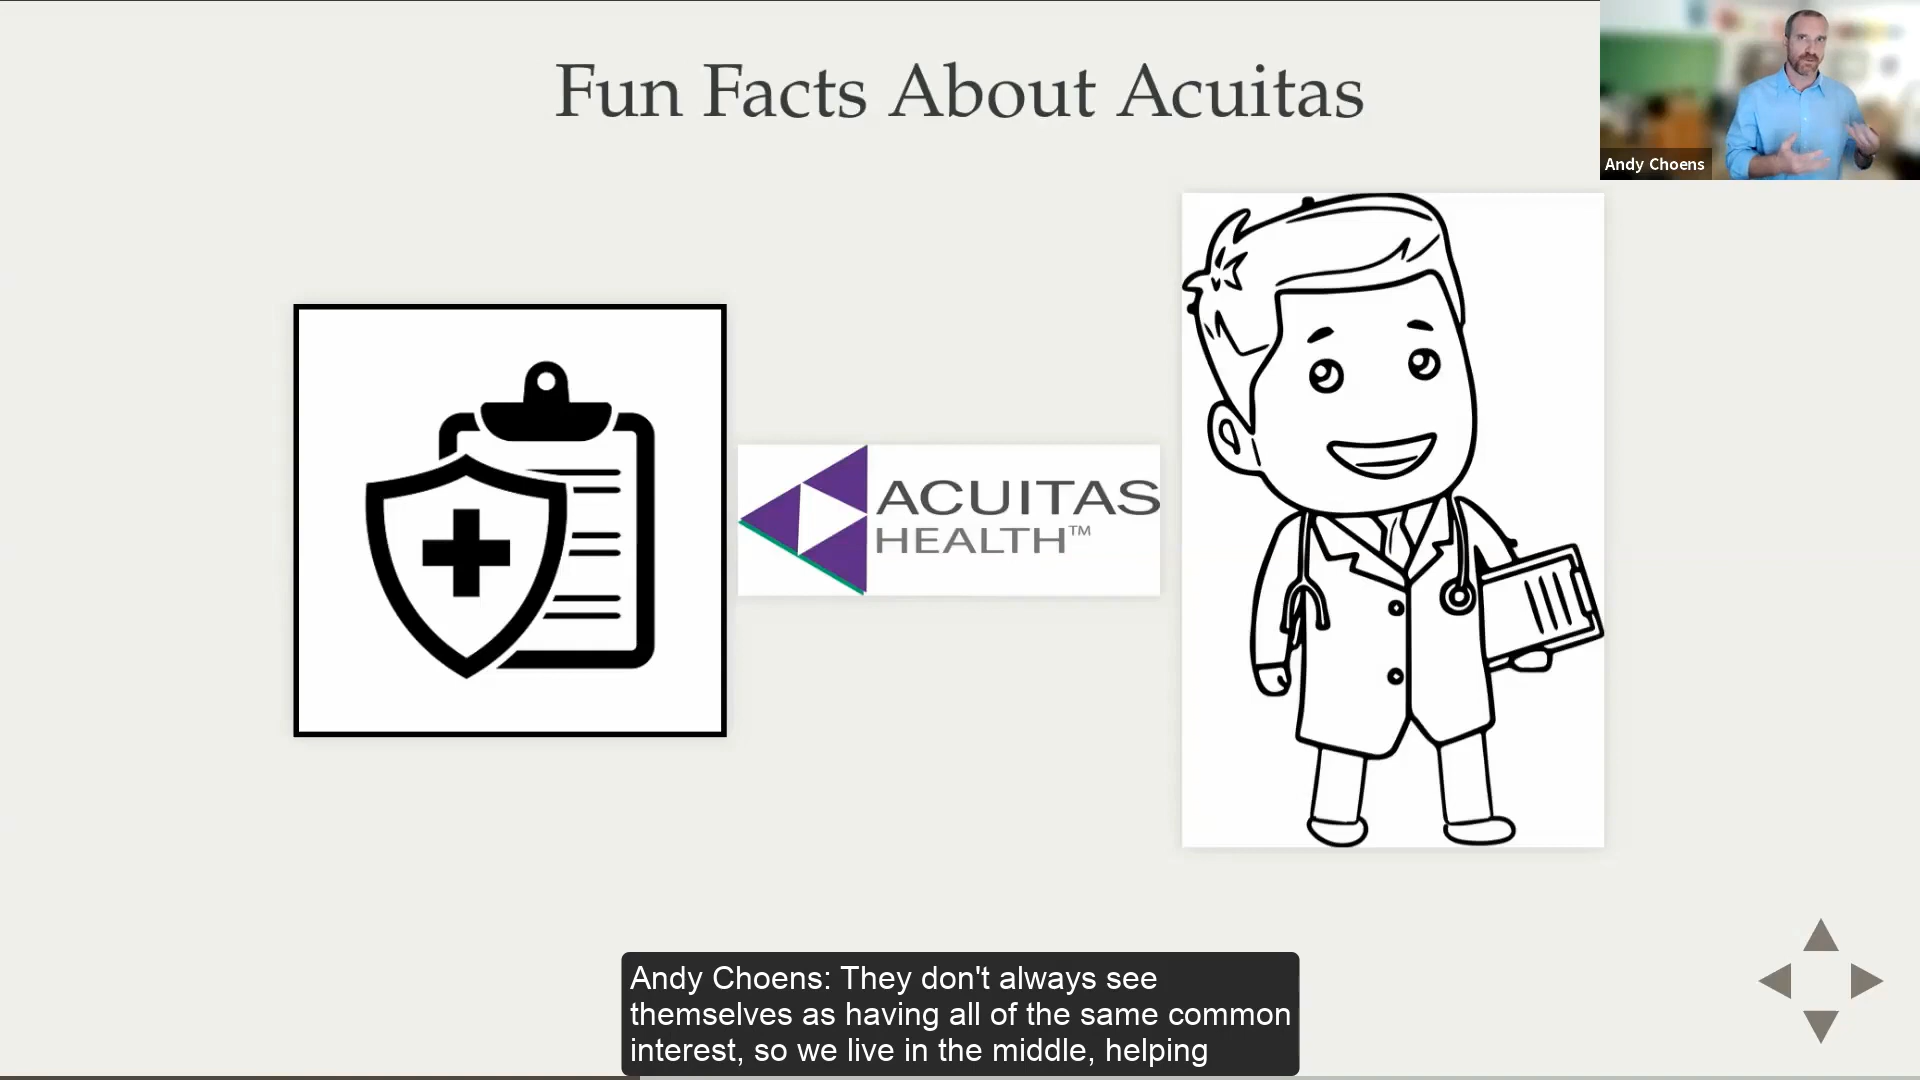 Fun Facts About Acuitas
Andy Choens
ACUITAS
HEALTH™
Andy Choens: They don't always see
themselves as having all of the same common
interest, so we live in the middle, helping